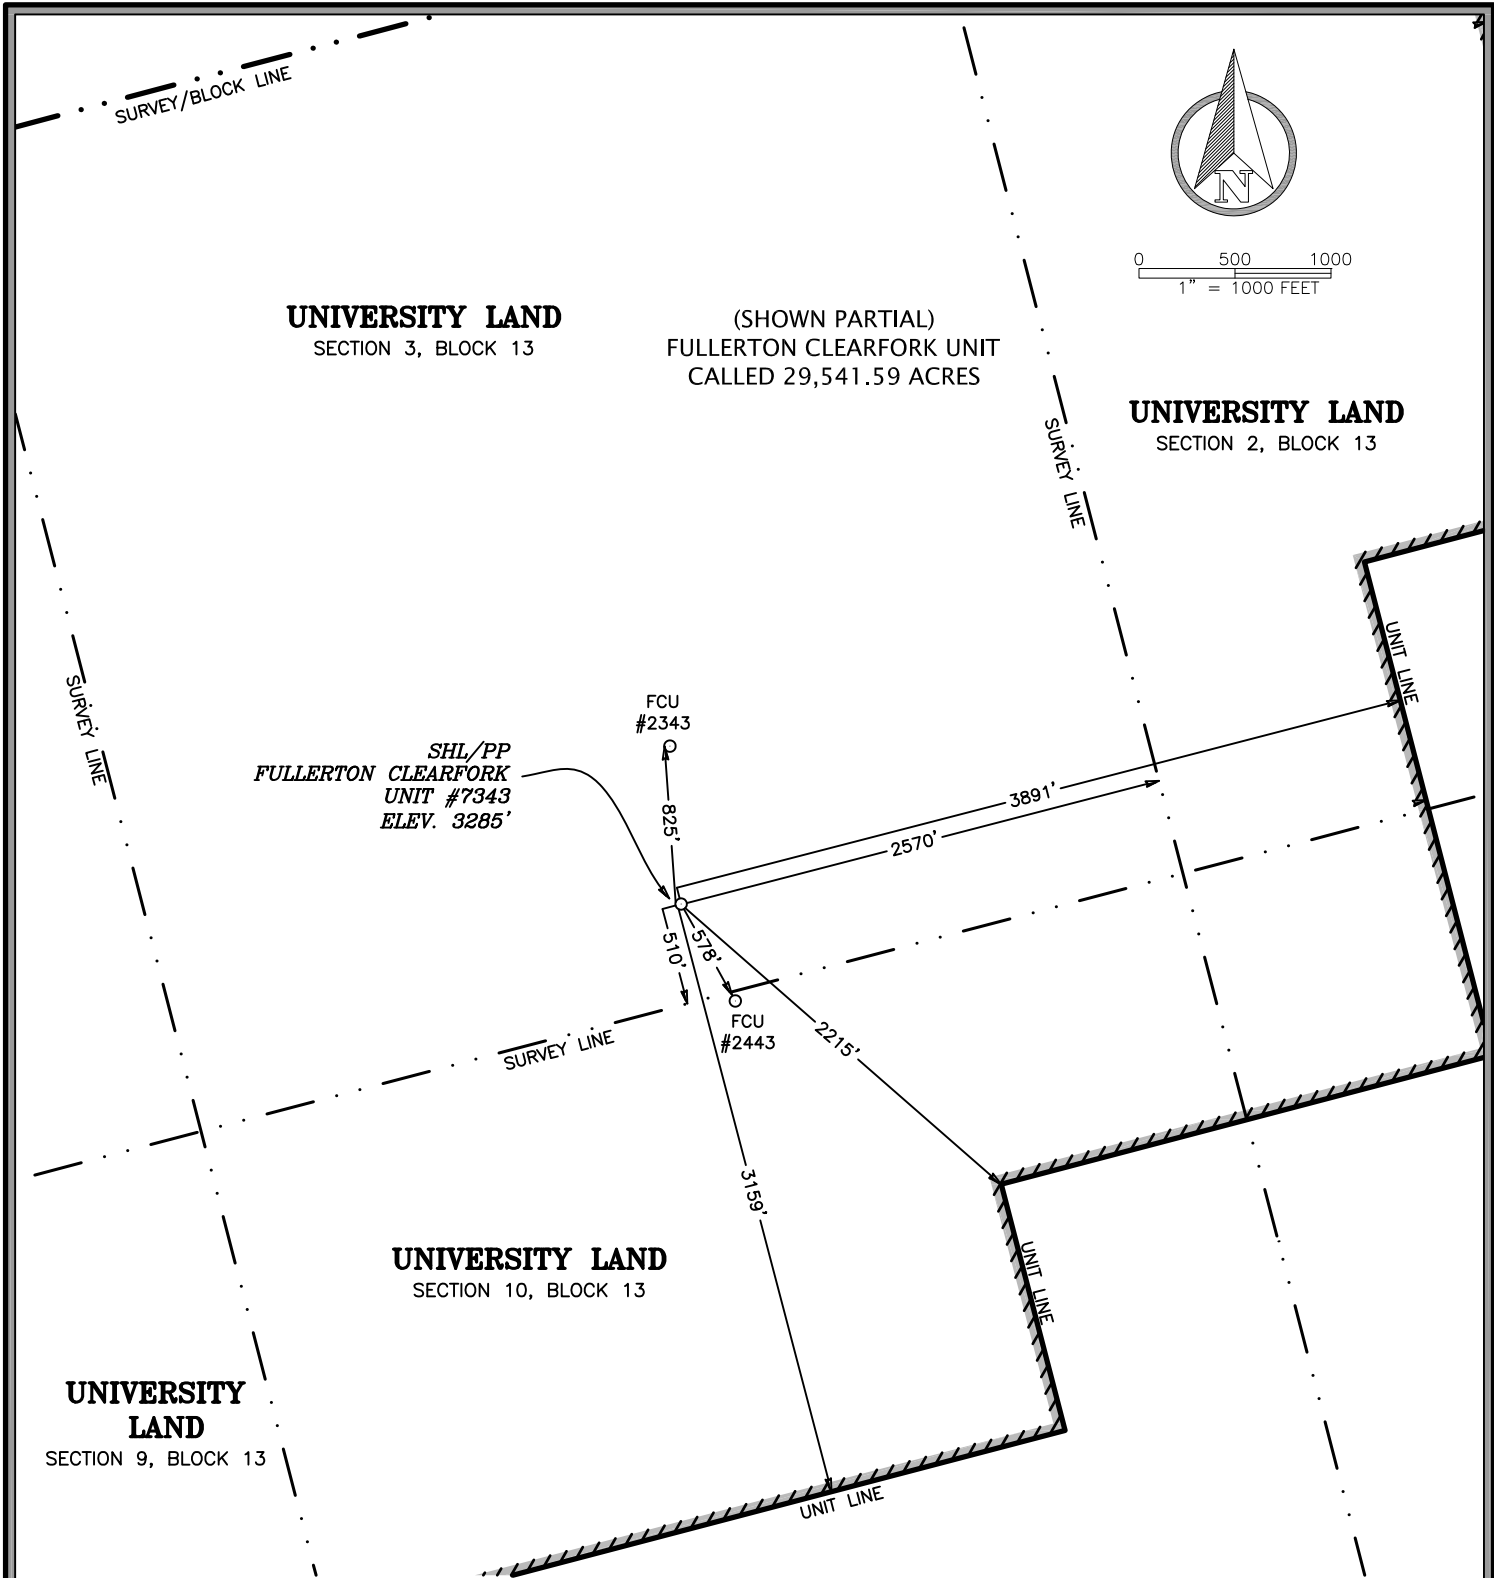 SURVEY/BLOCK LINE
N
0 500 1000
1" = 1000 FEET
UNIVERSITY LAND
SECTION 3, BLOCK 13
(SHOWN PARTIAL)
FULLERTON CLEARFORK UNIT
CALLED 29,541.59 ACRES
UNIVERSITY LAND
SECTION 2, BLOCK 13
SURVEY LINE
UNIT LINE
SURVEY LINE
FCU
#2343
SHL/PP
FULLERTON CLEARFORK
UNIT #7343
ELEV. 3285'
825'
3891'
2570'
510'
578'
FCU
#2443
2215'
SURVEY LINE
3159'
UNIVERSITY LAND
SECTION 10, BLOCK 13
UNIT LINE
UNIVERSITY
LAND
SECTION 9, BLOCK 13
UNIT LINE